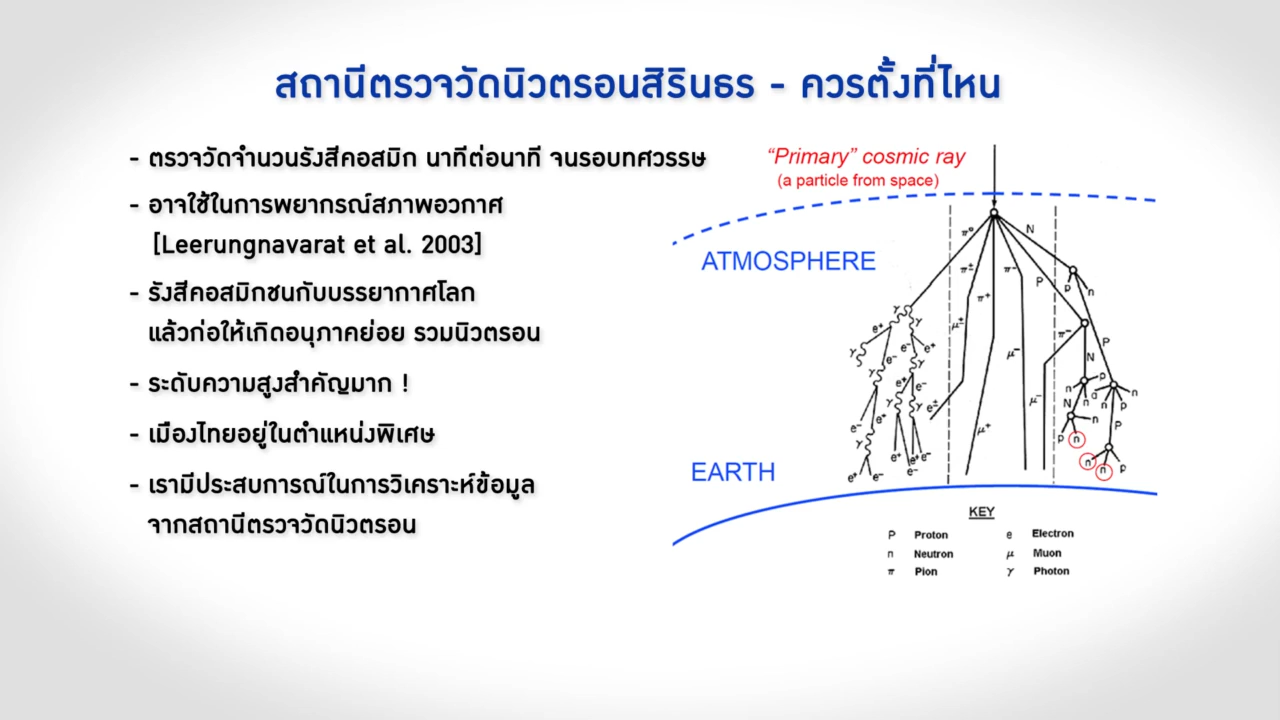 สถานีตรวจวัดนิวตรอนสิรินธร - ควรตั้งที่ไหน
- ตรวจวัดจำนวนรังสีคอสมิก นาทีต่อนาที จนรอบทศวรรษ
- อาจใช้ในการพยากรณ์สภาพอวกาศ
[Leerungnavarat et al. 2003]
- รังสีคอสมิกชนกับบรรยากาศโลก
แล้วก่อให้เกิดอนุภาคย่อย รวมนิวตรอน
- ระดับความสูงสำคัญมาก !
- เมืองไทยอยู่ในตำแหน่งพิเศษ
- เรามีประสบการณ์ในการวิเคราะห์ข้อมูล
จากสถานีตรวจวัดนิวตรอน
"Primary" cosmic ray
(a particle from space)
ATMOSPHERE
π° π± π- N
π+ P P n
γ γ γ μ± π- P
e+ e- e+ μ- N
γ γ e- e+ e-
n P n a n P n
γ γ e± μ- N
e- e+ μ+ P n n P
γ e+ e- e+ e- n n P
e+ e- e-
EARTH
KEY
P Proton e Electron
n Neutron μ Muon
π Pion γ Photon